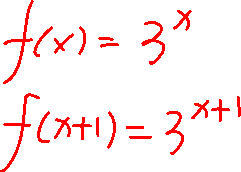 f(x) = 3^x
f(x+1) = 3^{x+1}